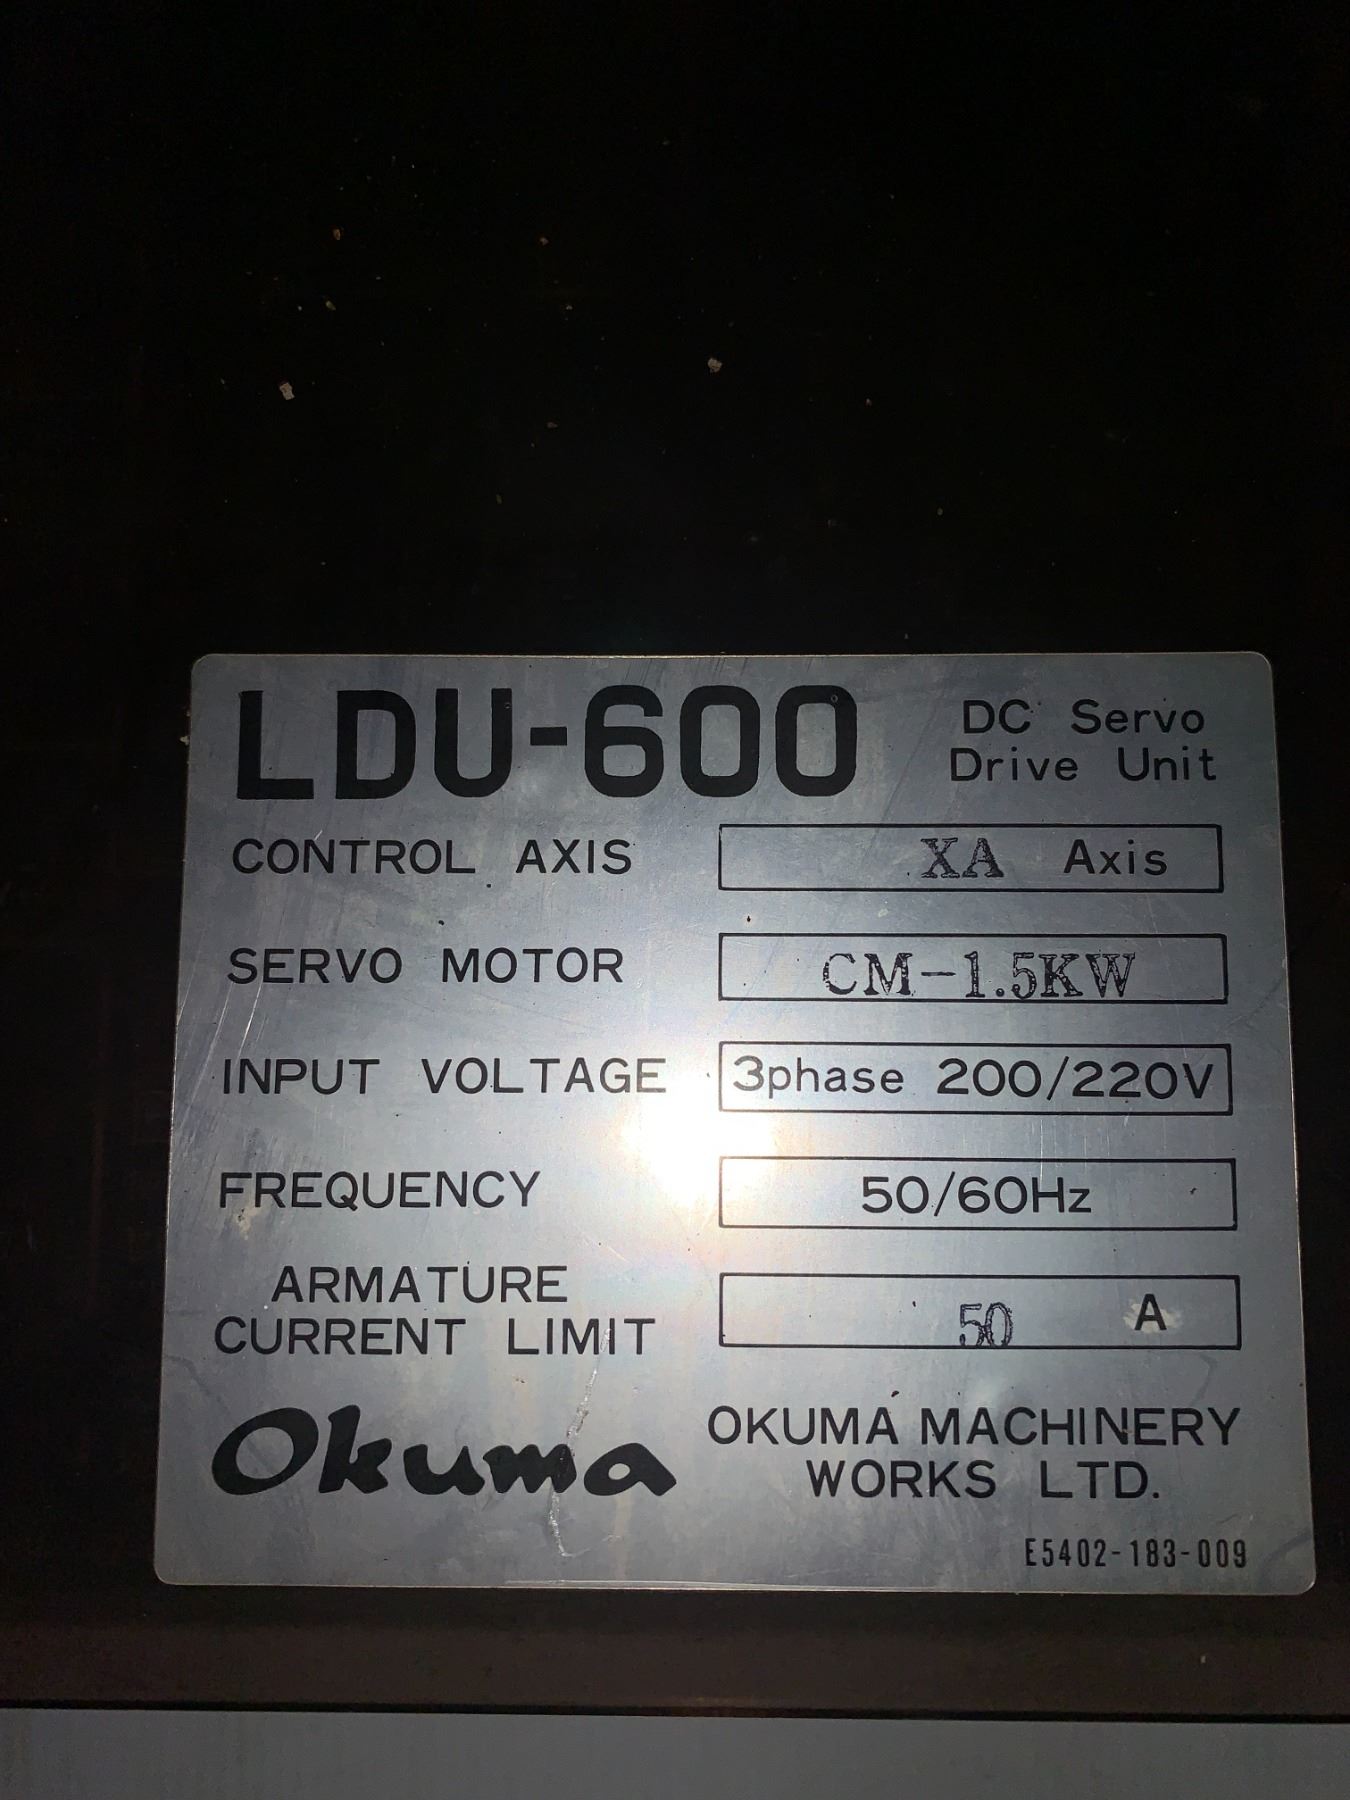 LDU-600 DC Servo Drive Unit
CONTROL AXIS XA Axis
SERVO MOTOR CM-1.5KW
INPUT VOLTAGE 3phase 200/220V
FREQUENCY 50/60Hz
ARMATURE
CURRENT LIMIT 50 A
Okuma OKUMA MACHINERY
WORKS LTD.
E5402-183-009